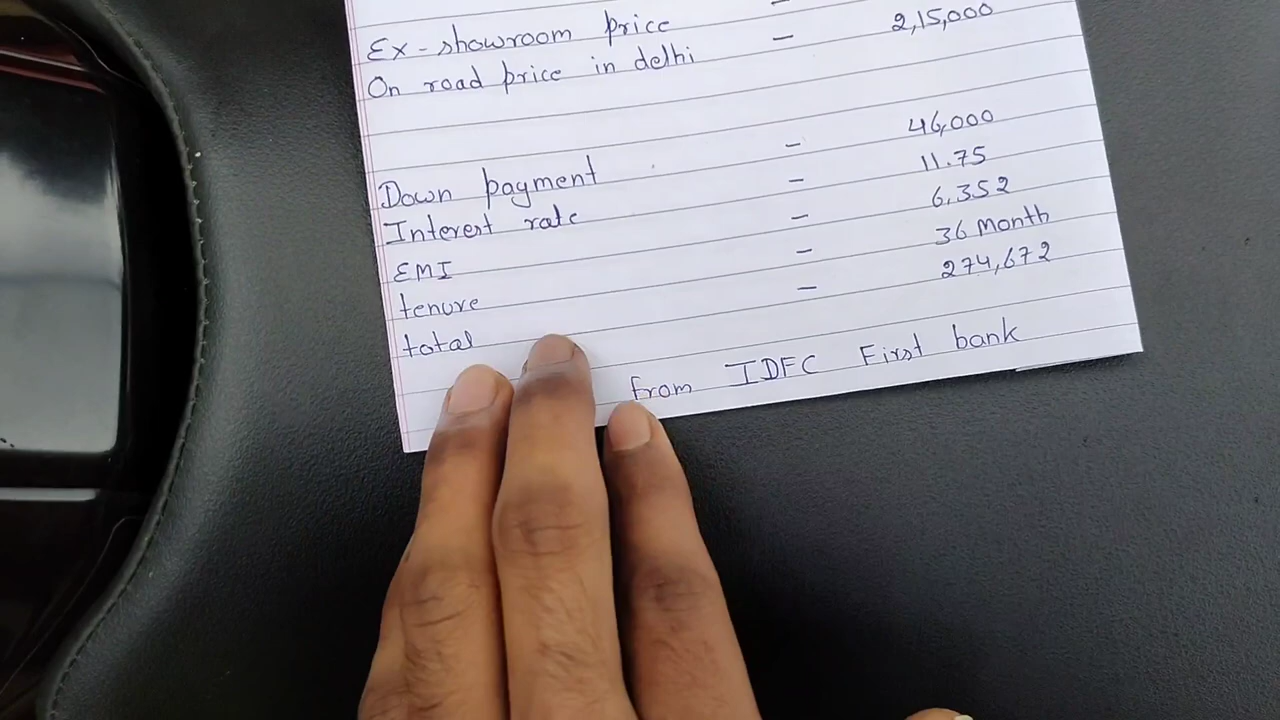 Ex-showroom price -
On road price in delhi - 2,15,000
Down payment - 46,000
Interest rate - 11.75
EMI - 6,352
tenure - 36 Month
total - 274,672
From IDFC First bank